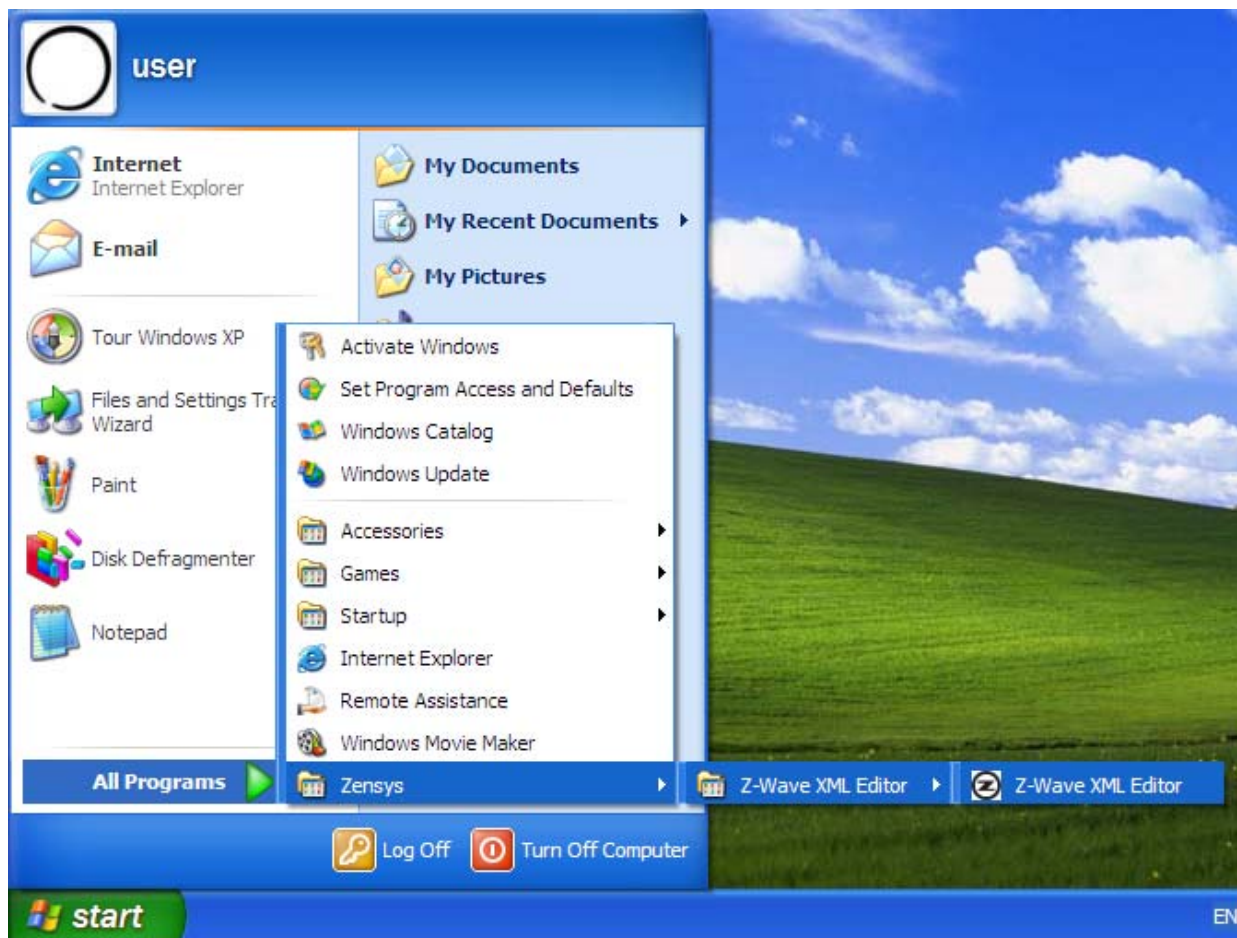 user
Internet
Internet Explorer
E-mail
Tour Windows XP
Files and Settings Tra
Wizard
Paint
Disk Defragmenter
Notepad
All Programs
My Documents
My Recent Documents
My Pictures
Activate Windows
Set Program Access and Defaults
Windows Catalog
Windows Update
Accessories
Games
Startup
Internet Explorer
Remote Assistance
Windows Movie Maker
Zensys
Z-Wave XML Editor
Z-Wave XML Editor
Log Off
Turn Off Computer
start
EN